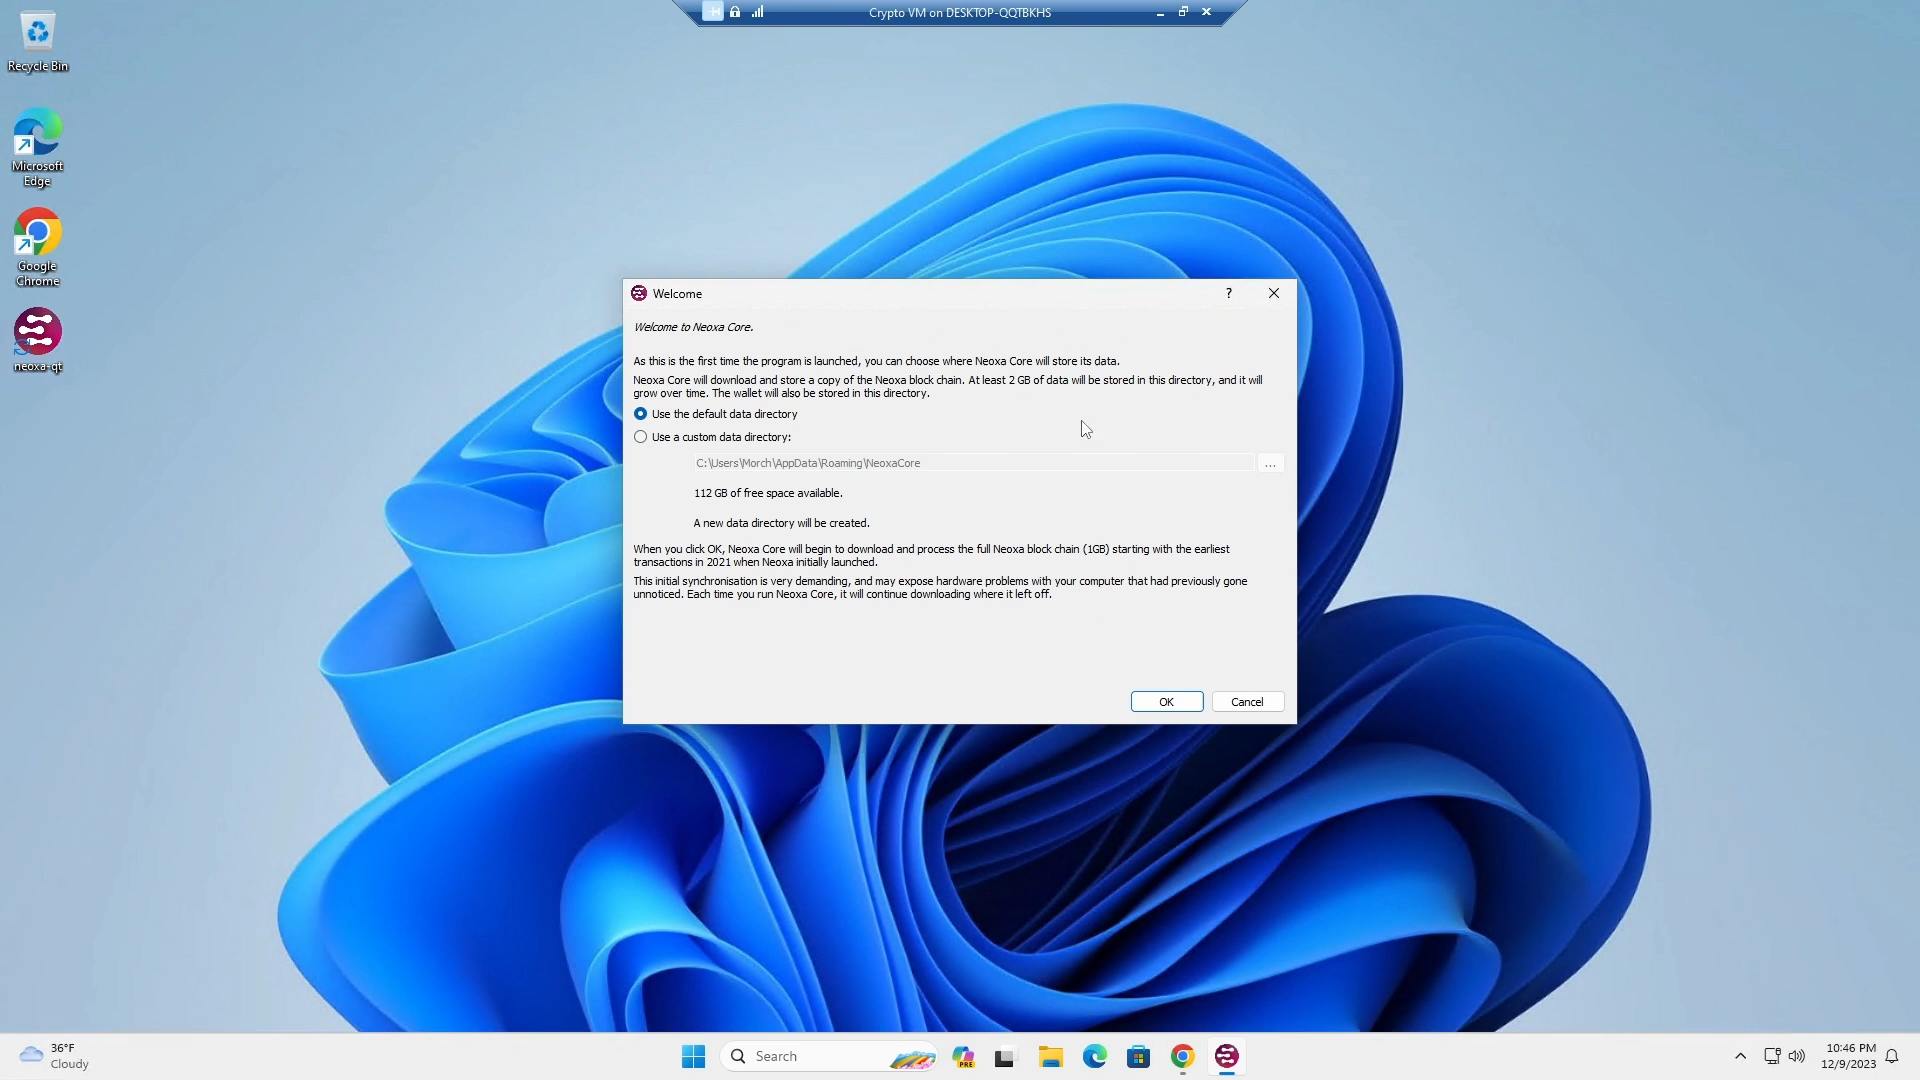 Crypto VM on DESKTOP-QQTBKHS
Recycle Bin
Microsoft
Edge
Google
Chrome
neoxa-qt
Welcome
?
Welcome to Neoxa Core.
As this is the first time the program is launched, you can choose where Neoxa Core will store its data.
Neoxa Core will download and store a copy of the Neoxa block chain. At least 2 GB of data will be stored in this directory, and it will
grow over time. The wallet will also be stored in this directory.
Use the default data directory
Use a custom data directory:
C:\Users\Morch\AppData\Roaming\NeoxaCore
...
112 GB of free space available.
A new data directory will be created.
When you click OK, Neoxa Core will begin to download and process the full Neoxa block chain (1GB) starting with the earliest
transactions in 2021 when Neoxa initially launched.
This initial synchronisation is very demanding, and may expose hardware problems with your computer that had previously gone
unnoticed. Each time you run Neoxa Core, it will continue downloading where it left off.
OK
Cancel
36°F
Cloudy
Search
PRE
10:46 PM
12/9/2023